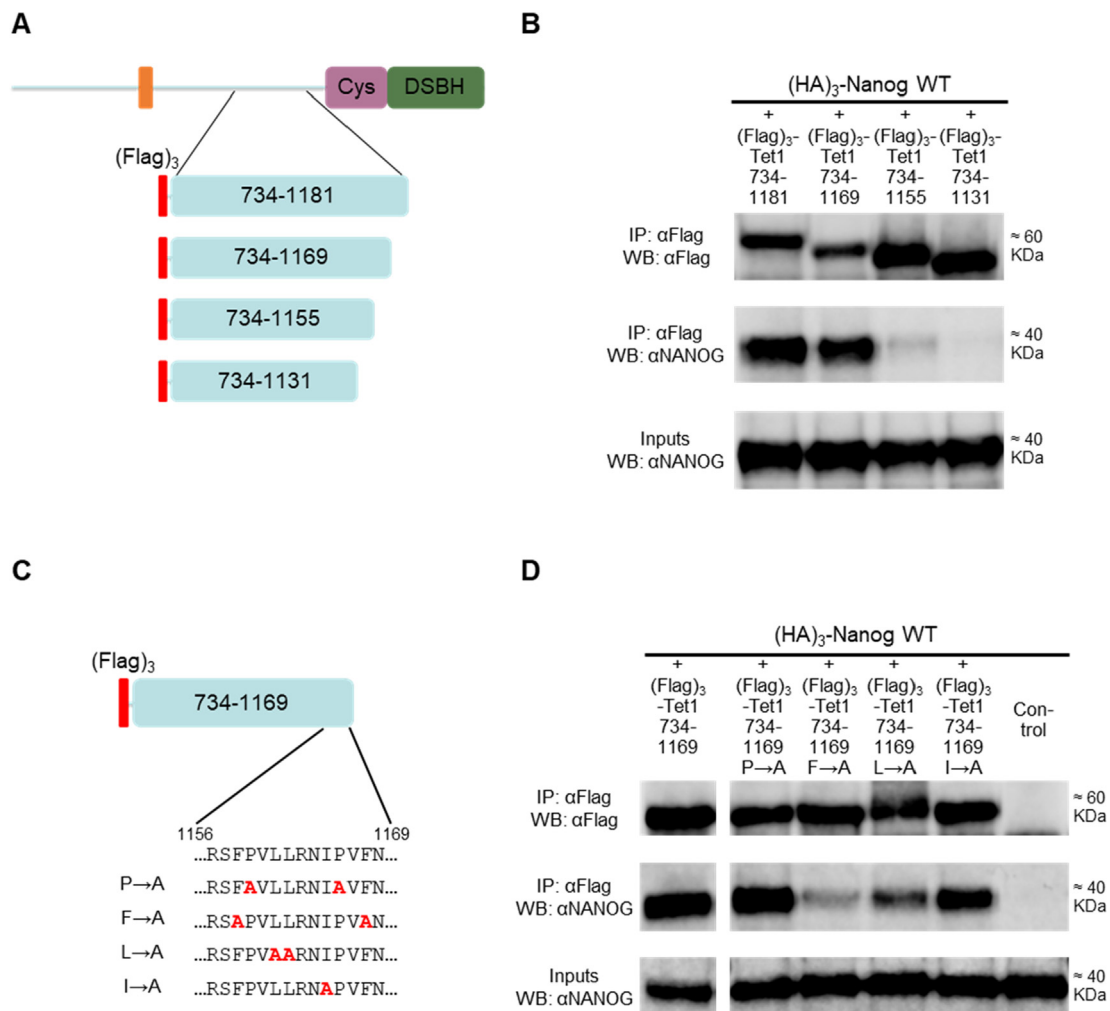 A
Cys
DSBH
(Flag)₃
734-1181
734-1169
734-1155
734-1131
B
(HA)₃-Nanog WT
+ + + +
(Flag)₃- (Flag)₃- (Flag)₃- (Flag)₃-
Tet1 Tet1 Tet1 Tet1
734- 734- 734- 734-
1181 1169 1155 1131
IP: αFlag
WB: αFlag
≈ 60
KDa
IP: αFlag
WB: αNANOG
≈ 40
KDa
Inputs
WB: αNANOG
≈ 40
KDa
C
(Flag)₃
734-1169
1156 1169
...RSFPVLLRNIPVFN...
P→A ...RSFAVLLRNIAVFN...
F→A ...RSAPVLLRNIPVAN...
L→A ...RSFPVAARNIPVFN...
I→A ...RSFPVLLRNAPVFN...
D
(HA)₃-Nanog WT
+ + + + +
(Flag)₃ (Flag)₃ (Flag)₃ (Flag)₃ (Flag)₃
-Tet1 -Tet1 -Tet1 -Tet1 -Tet1 Con-
734- 734- 734- 734- 734- trol
1169 1169 1169 1169 1169
P→A F→A L→A I→A
IP: αFlag
WB: αFlag
≈ 60
KDa
IP: αFlag
WB: αNANOG
≈ 40
KDa
Inputs
WB: αNANOG
≈ 40
KDa